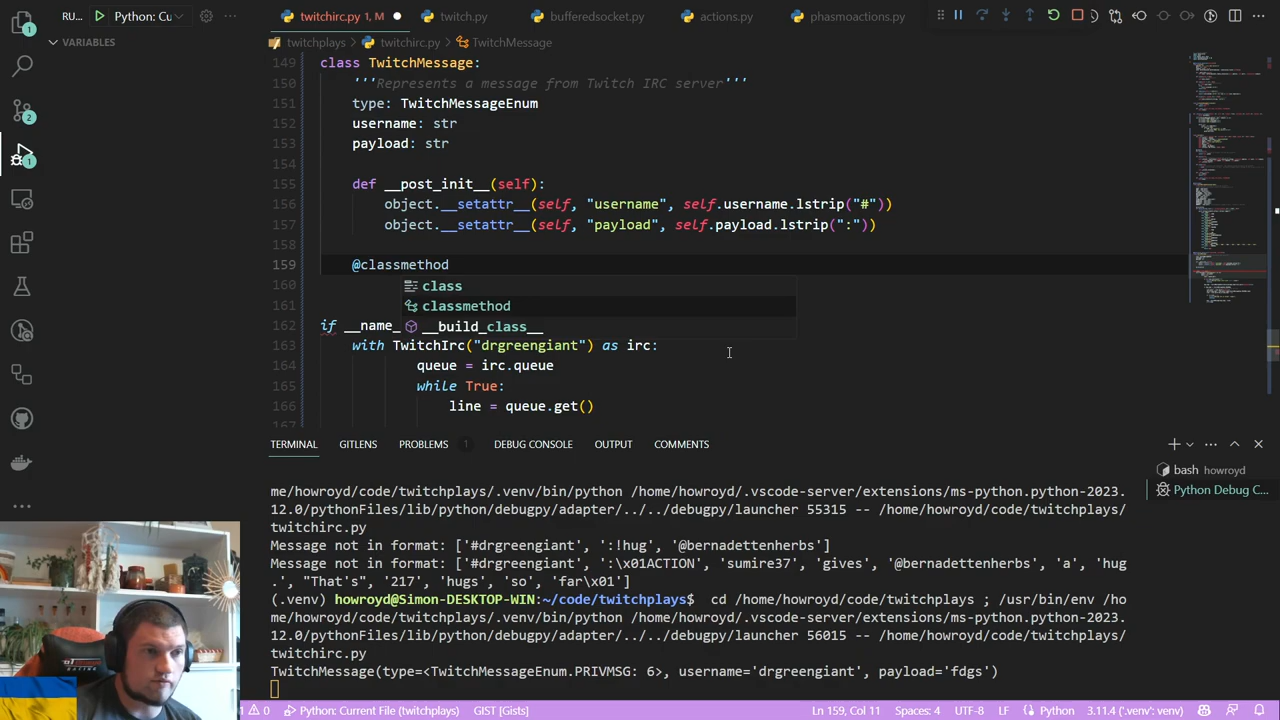 RU... Python: Cu
twitchirc.py 1, M
twitch.py
bufferedsocket.py
actions.py
phasmoactions.py
VARIABLES
twitchplays > twitchirc.py > TwitchMessage
149 class TwitchMessage:
150 '''Represents a message from Twitch IRC server'''
151 type: TwitchMessageEnum
152 username: str
153 payload: str
154
155 def __post_init__(self):
156 object.__setattr__(self, "username", self.username.lstrip("#"))
157 object.__setattr__(self, "payload", self.payload.lstrip(":"))
158
159 @classmethod
160 class
161 classmethod
162 if __name_ __build_class__
163 with TwitchIrc("drgreengiant") as irc:
164 queue = irc.queue
165 while True:
166 line = queue.get()
167
TERMINAL GITLENS PROBLEMS 1 DEBUG CONSOLE OUTPUT COMMENTS
bash howroyd
Python Debug C...
me/howroyd/code/twitchplays/.venv/bin/python /home/howroyd/.vscode-server/extensions/ms-python.python-2023.
12.0/pythonFiles/lib/python/debugpy/adapter/../../debugpy/launcher 55315 -- /home/howroyd/code/twitchplays/
twitchirc.py
Message not in format: ['#drgreengiant', ':!hug', '@bernadettenherbs']
Message not in format: ['#drgreengiant', ':\x01ACTION', 'sumire37', 'gives', '@bernadettenherbs', 'a', 'hug
.', "That's", '217', 'hugs', 'so', 'far\x01']
(.venv) howroyd@Simon-DESKTOP-WIN:~/code/twitchplays$ cd /home/howroyd/code/twitchplays ; /usr/bin/env /ho
me/howroyd/code/twitchplays/.venv/bin/python /home/howroyd/.vscode-server/extensions/ms-python.python-2023.
12.0/pythonFiles/lib/python/debugpy/adapter/../../debugpy/launcher 56015 -- /home/howroyd/code/twitchplays/
twitchirc.py
TwitchMessage(type=<TwitchMessageEnum.PRIVMSG: 6>, username='drgreengiant', payload='fdgs')
1 0 Python: Current File (twitchplays) GIST [Gists] Ln 159, Col 11 Spaces: 4 UTF-8 LF Python 3.11.4 ('.venv': venv)